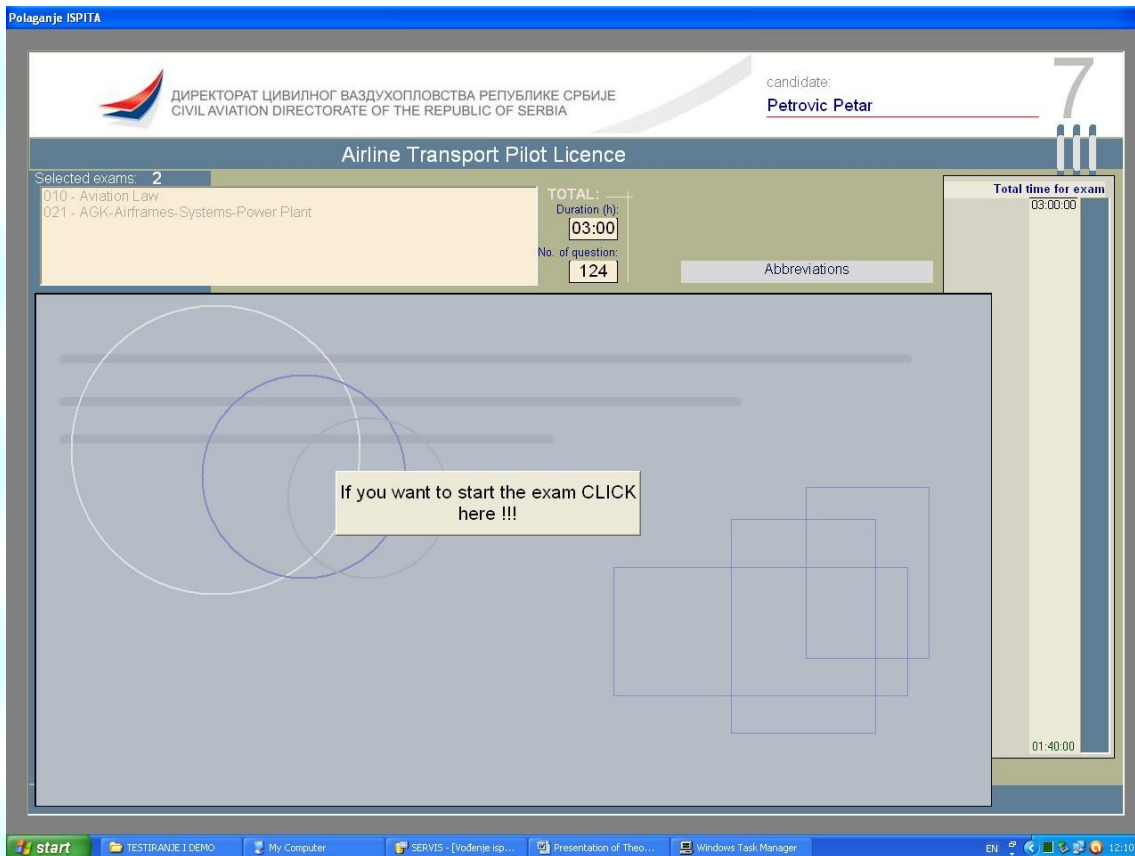 Polaganje ISPITA
ДИРЕКТОРАТ ЦИВИЛНОГ ВАЗДУХОПЛОВСТВА РЕПУБЛИКЕ СРБИЈЕ
CIVIL AVIATION DIRECTORATE OF THE REPUBLIC OF SERBIA
candidate:
Petrovic Petar
7
Airline Transport Pilot Licence
Selected exams: 2
010 - Aviation Law
021 - AGK-Airframes-Systems-Power Plant
TOTAL:
Duration (h):
03:00
No. of question:
124
Abbreviations
Total time for exam
03:00:00
If you want to start the exam CLICK
here !!!
01:40:00
start
TESTIRANJE I DEMO
My Computer
SERVIS - [Vođenje isp...
Presentation of Theo...
Windows Task Manager
EN
12:10